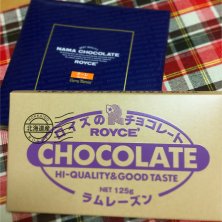 NAMA CHOCOLATE
ROYCE'
ロイズのチョコレート
ROYCE'
北海道産
CHOCOLATE
HI-QUALITY&GOOD TASTE
NET 125g
ラムレーズン